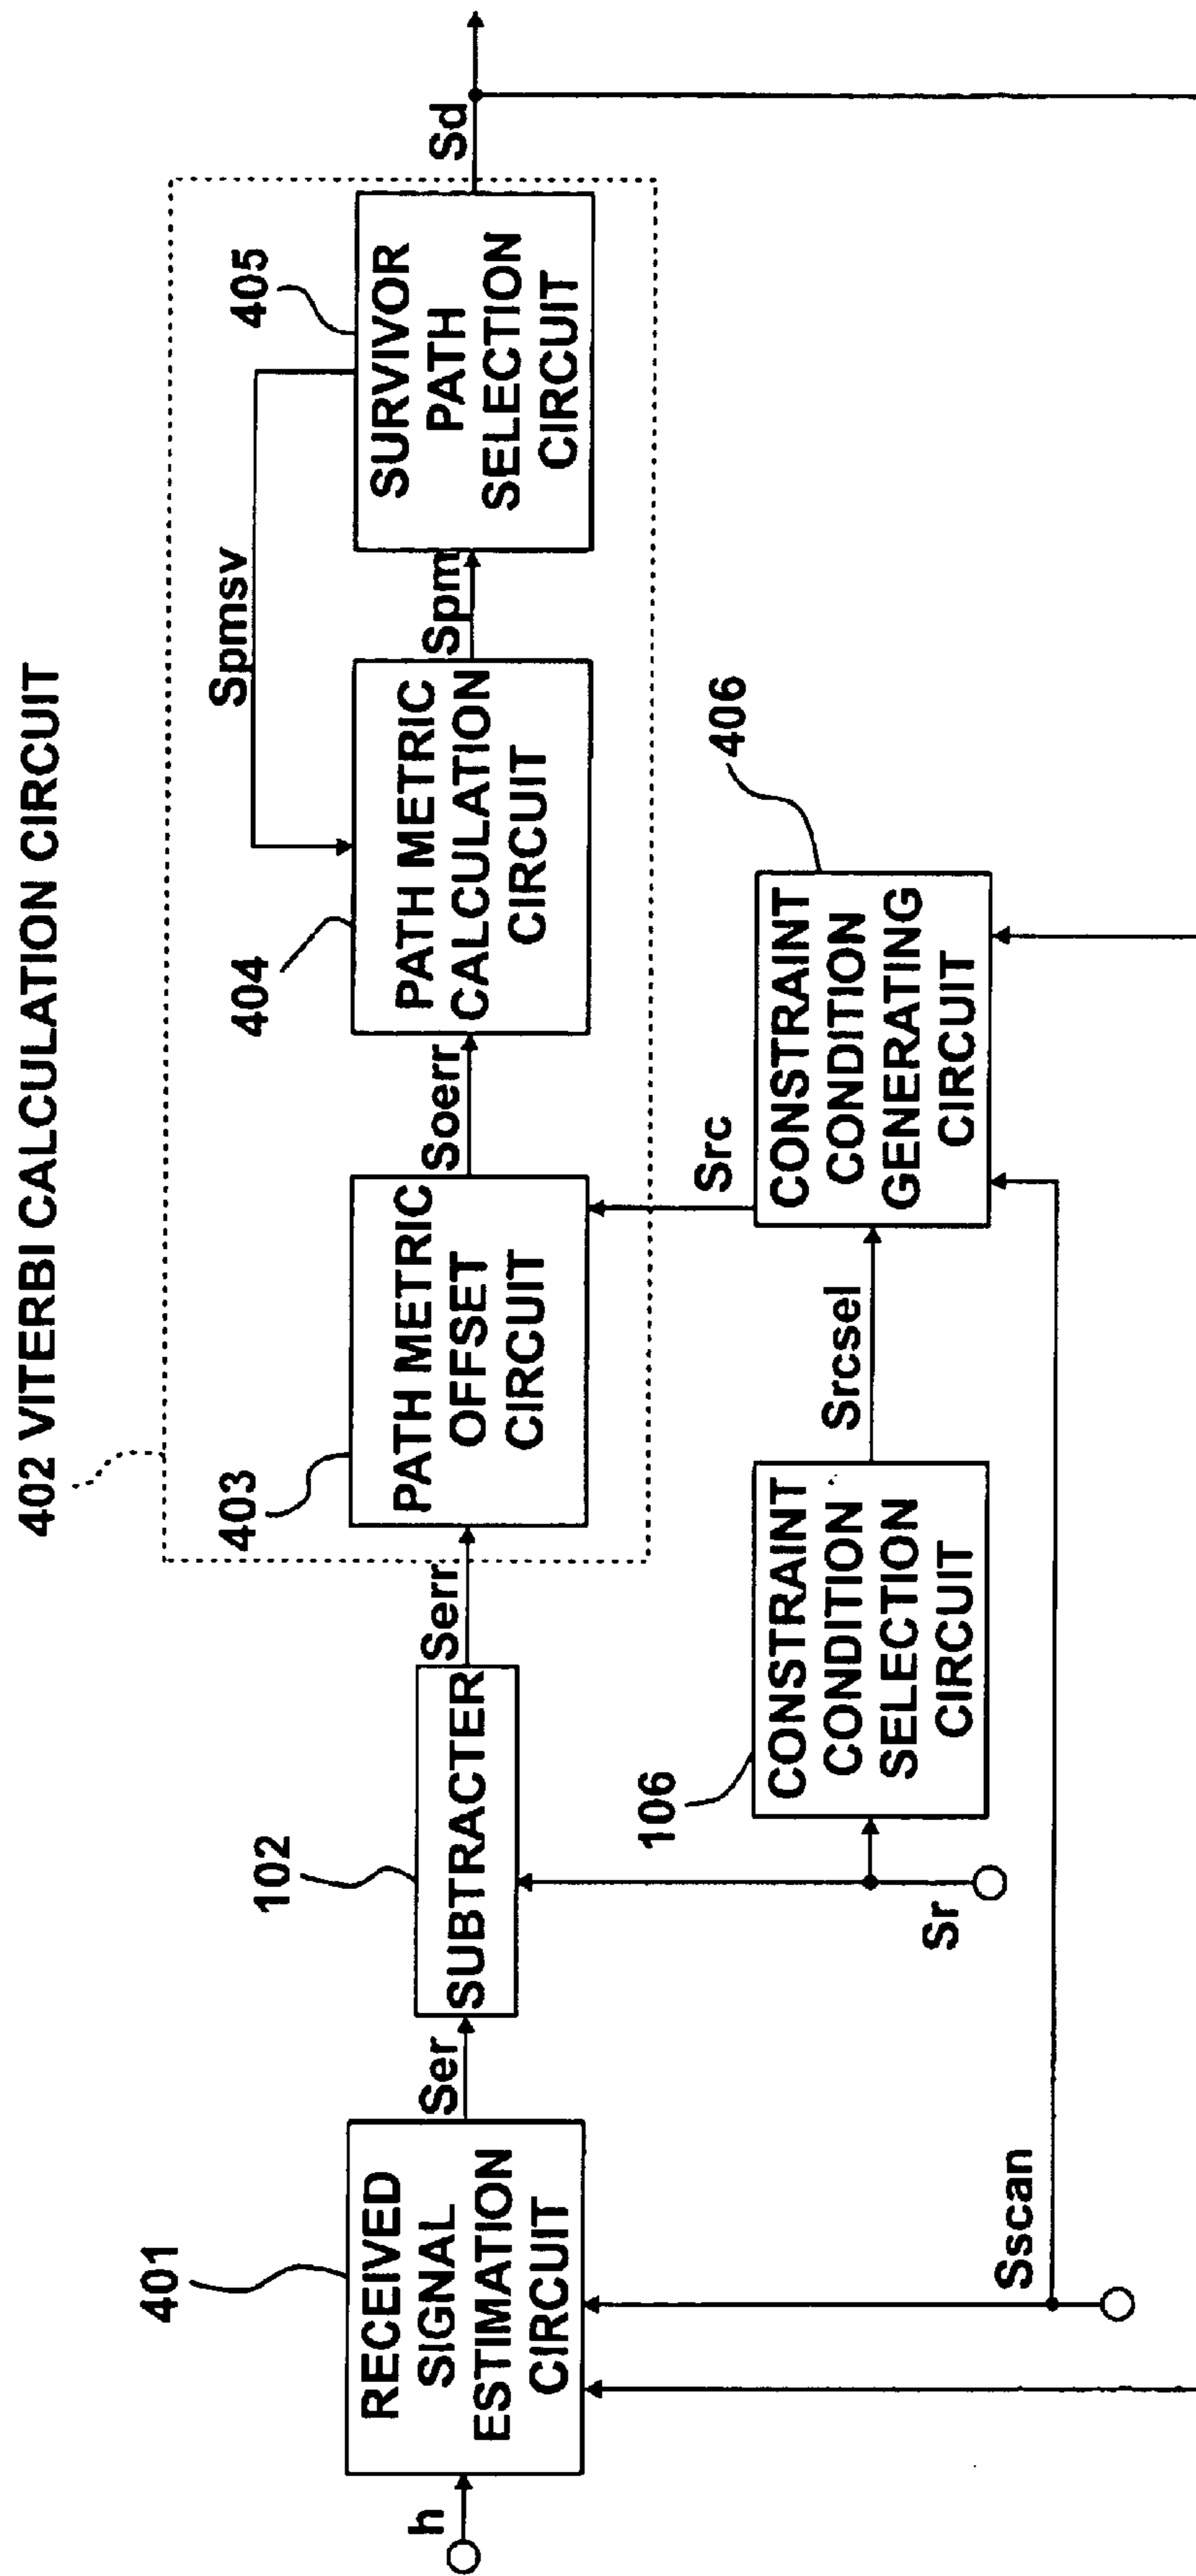 402 VITERBI CALCULATION CIRCUIT
401
RECEIVED
SIGNAL
ESTIMATION
CIRCUIT
h
Ser
102
SUBTRACTER
Serr
403
PATH METRIC
OFFSET
CIRCUIT
Soerr
404
PATH METRIC
CALCULATION
CIRCUIT
Spmsv
Spm
405
SURVIVOR
PATH
SELECTION
CIRCUIT
Sd
Sr
106
CONSTRAINT
CONDITION
SELECTION
CIRCUIT
Srcsel
Src
406
CONSTRAINT
CONDITION
GENERATING
CIRCUIT
Sscan